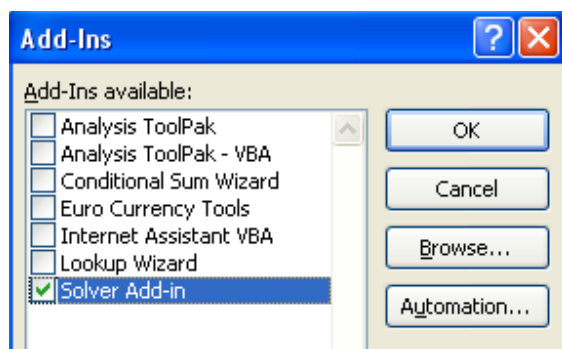 Add-Ins
Add-Ins available:
Analysis ToolPak
Analysis ToolPak - VBA
Conditional Sum Wizard
Euro Currency Tools
Internet Assistant VBA
Lookup Wizard
Solver Add-in
OK
Cancel
Browse...
Automation...